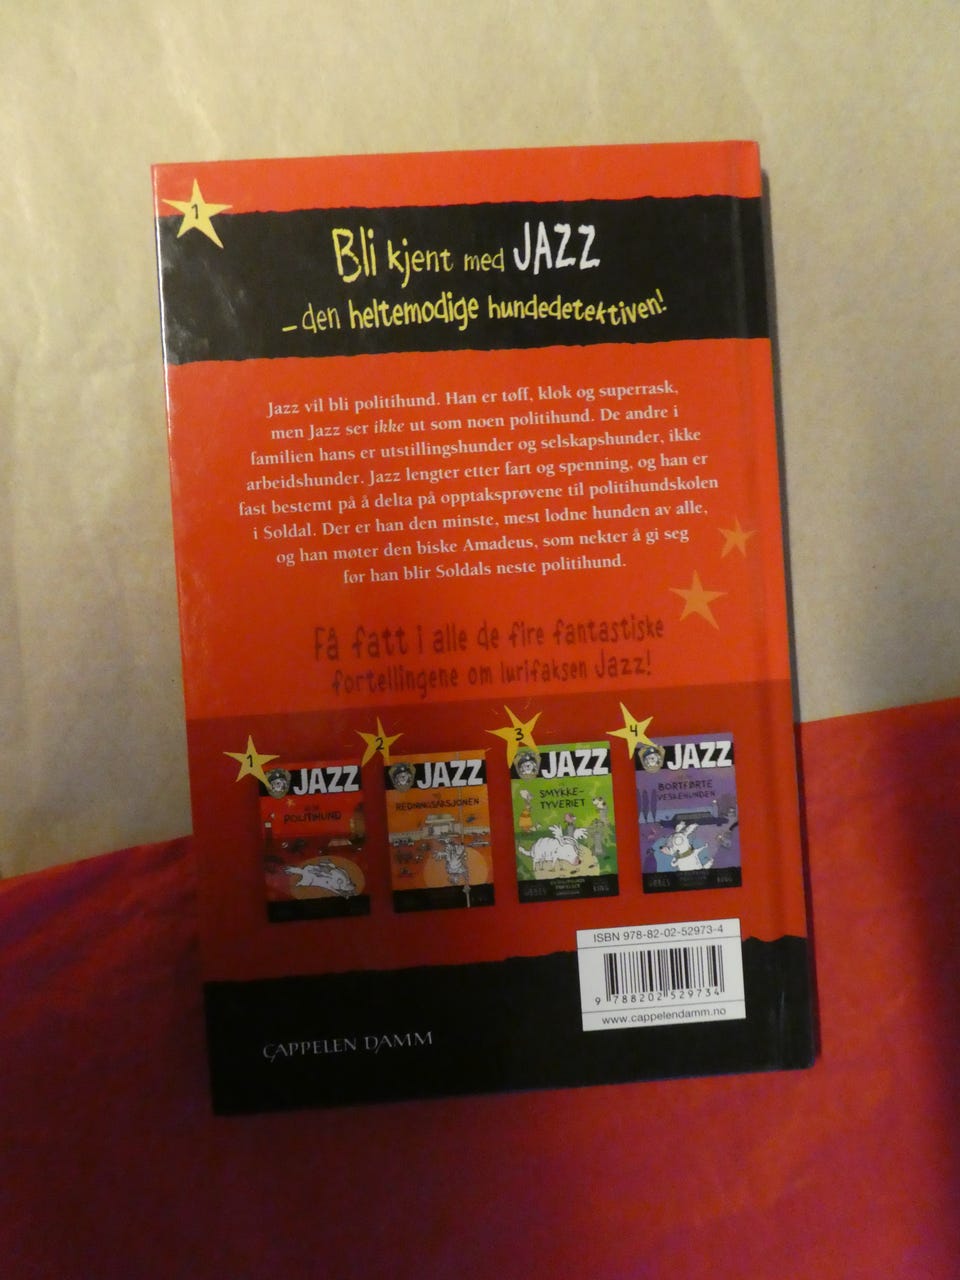 1
Bli kjent med JAZZ
– den heltemodige hundedetektiven!
Jazz vil bli politihund. Han er tøff, klok og superrask,
men Jazz ser ikke ut som noen politihund. De andre i
familien hans er utstillingshunder og selskapshunder, ikke
arbeidshunder. Jazz lengter etter fart og spenning, og han er
fast bestemt på å delta på opptaksprøvene til politihundskolen
i Soldal. Der er han den minste, mest lodne hunden av alle,
og han møter den biske Amadeus, som nekter å gi seg
før han blir Soldals neste politihund.
Få fatt i alle de fire fantastiske
fortellingene om lurifaksen Jazz!
1
JAZZ
POLITIHUND
2
JAZZ
REDNINGSAKSJONEN
3
JAZZ
SMYKKE-
TYVERIET
4
JAZZ
BORTFØRTE
VESKEHUNDEN
ISBN 978-82-02-52973-4
9 788202 529734
www.cappelendamm.no
CAPPELEN DAMM